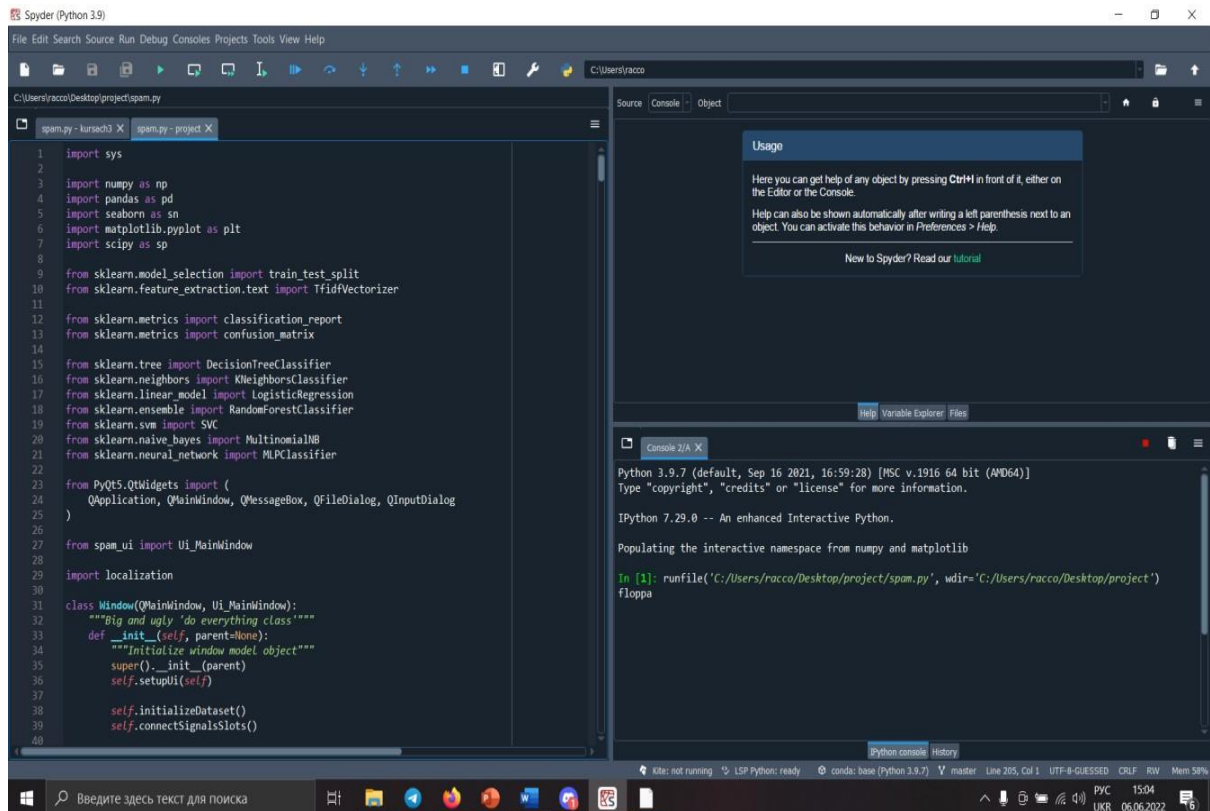 Spyder (Python 3.9)
File Edit Search Source Run Debug Consoles Projects Tools View Help
C:\Users\racco
C:\Users\racco\Desktop\project\spam.py
spam.py - kursach3 X spam.py - project X
1 import sys
2
3 import numpy as np
4 import pandas as pd
5 import seaborn as sn
6 import matplotlib.pyplot as plt
7 import scipy as sp
8
9 from sklearn.model_selection import train_test_split
10 from sklearn.feature_extraction.text import TfidfVectorizer
11
12 from sklearn.metrics import classification_report
13 from sklearn.metrics import confusion_matrix
14
15 from sklearn.tree import DecisionTreeClassifier
16 from sklearn.neighbors import KNeighborsClassifier
17 from sklearn.linear_model import LogisticRegression
18 from sklearn.ensemble import RandomForestClassifier
19 from sklearn.svm import SVC
20 from sklearn.naive_bayes import MultinomialNB
21 from sklearn.neural_network import MLPClassifier
22
23 from PyQt5.QtWidgets import (
24     QApplication, QMainWindow, QMessageBox, QFileDialog, QInputDialog
25 )
26
27 from spam_ui import Ui_MainWindow
28
29 import localization
30
31 class Window(QMainWindow, Ui_MainWindow):
32     """Big and ugly 'do everything class'"""
33     def __init__(self, parent=None):
34         """Initialize window model object"""
35         super().__init__(parent)
36         self.setupUi(self)
37
38         self.initializeDataset()
39         self.connectSignalsSlots()
40
Source Console Object
Usage
Here you can get help of any object by pressing Ctrl+I in front of it, either on
the Editor or the Console.
Help can also be shown automatically after writing a left parenthesis next to an
object. You can activate this behavior in Preferences > Help.
New to Spyder? Read our tutorial
Help Variable Explorer Files
Console 2/A X
Python 3.9.7 (default, Sep 16 2021, 16:59:28) [MSC v.1916 64 bit (AMD64)]
Type "copyright", "credits" or "license" for more information.
IPython 7.29.0 -- An enhanced Interactive Python.
Populating the interactive namespace from numpy and matplotlib
In [1]: runfile('C:/Users/racco/Desktop/project/spam.py', wdir='C:/Users/racco/Desktop/project')
floppa
IPython console History
Kite: not running LSP Python: ready conda: base (Python 3.9.7) master Line 205, Col 1 UTF-8-GUESSED CRLF RW Mem 58%
Введите здесь текст для поиска
РУС 15:04
UKR 06.06.2022
6